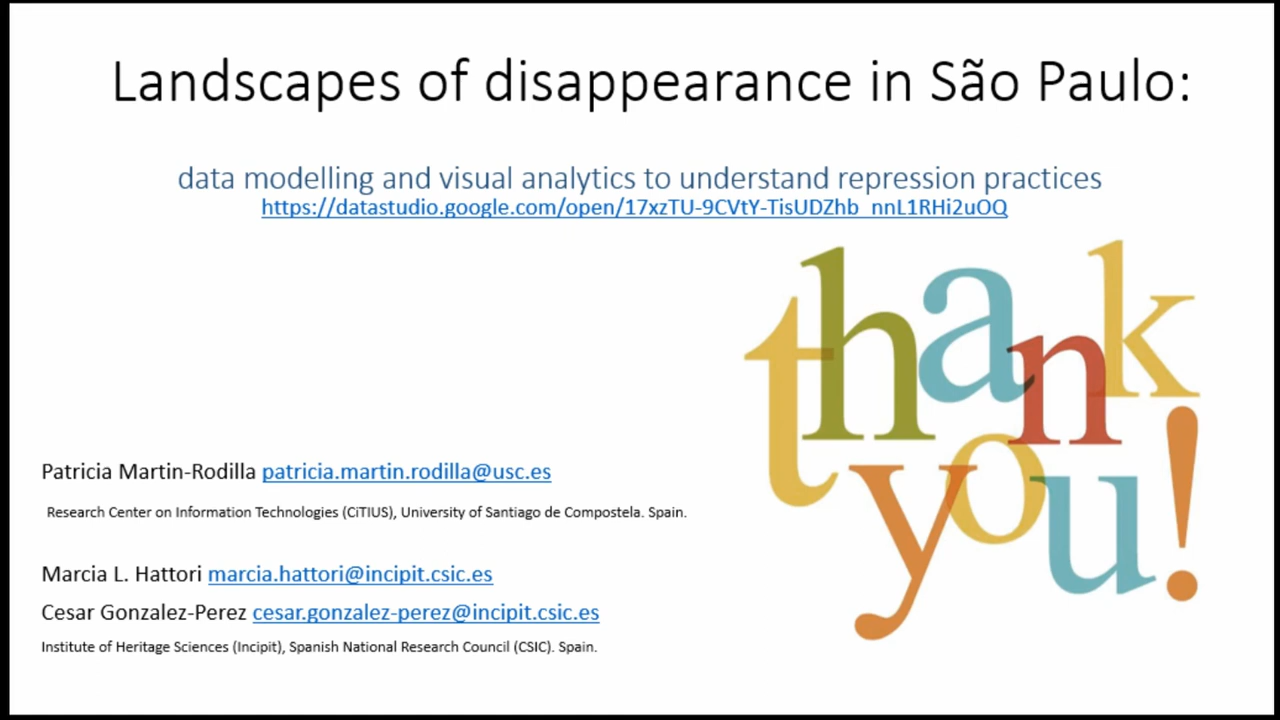 Landscapes of disappearance in São Paulo:
data modelling and visual analytics to understand repression practices
https://datastudio.google.com/open/17xzTU-9CVtY-TisUDZhb_nnL1RHi2uOQ
thank
you!
Patricia Martin-Rodilla patricia.martin.rodilla@usc.es
Research Center on Information Technologies (CiTIUS), University of Santiago de Compostela. Spain.
Marcia L. Hattori marcia.hattori@incipit.csic.es
Cesar Gonzalez-Perez cesar.gonzalez-perez@incipit.csic.es
Institute of Heritage Sciences (Incipit), Spanish National Research Council (CSIC). Spain.